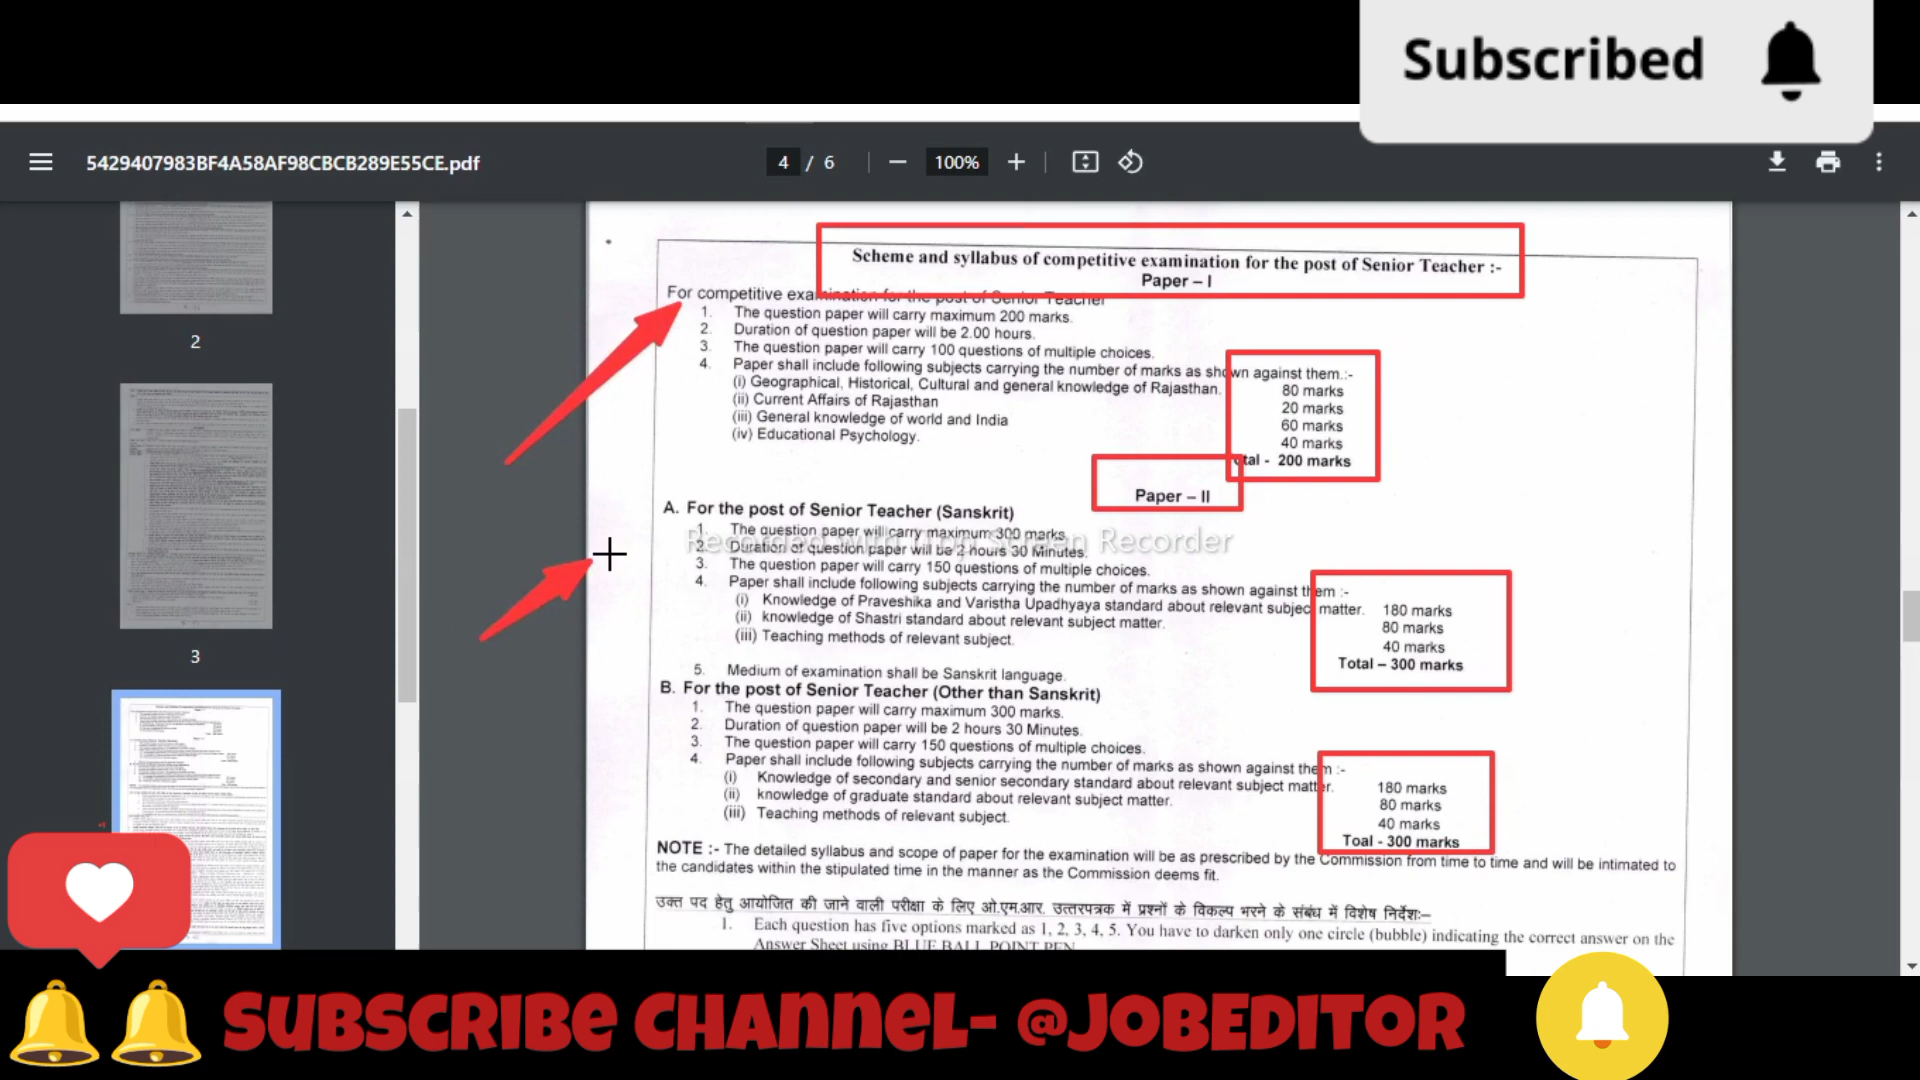 Subscribed
5429407983BF4A58AF98CBCB289E55CE.pdf
4 / 6
100%
2
3
Scheme and syllabus of competitive examination for the post of Senior Teacher :-
Paper – I
For competitive examination for the post of Senior Teacher
1. The question paper will carry maximum 200 marks.
2. Duration of question paper will be 2.00 hours.
3. The question paper will carry 100 questions of multiple choices.
4. Paper shall include following subjects carrying the number of marks as shown against them.:-
(i) Geographical, Historical, Cultural and general knowledge of Rajasthan. 80 marks
(ii) Current Affairs of Rajasthan 20 marks
(iii) General knowledge of world and India 60 marks
(iv) Educational Psychology. 40 marks
Total - 200 marks
Paper – II
A. For the post of Senior Teacher (Sanskrit)
1. The question paper will carry maximum 300 marks.
2. Duration of question paper will be 2 hours 30 Minutes.
Recorded with iTop Screen Recorder
3. The question paper will carry 150 questions of multiple choices.
4. Paper shall include following subjects carrying the number of marks as shown against them :-
(i) Knowledge of Praveshika and Varistha Upadhyaya standard about relevant subject matter. 180 marks
(ii) knowledge of Shastri standard about relevant subject matter. 80 marks
(iii) Teaching methods of relevant subject. 40 marks
Total – 300 marks
5. Medium of examination shall be Sanskrit language.
B. For the post of Senior Teacher (Other than Sanskrit)
1. The question paper will carry maximum 300 marks.
2. Duration of question paper will be 2 hours 30 Minutes.
3. The question paper will carry 150 questions of multiple choices.
4. Paper shall include following subjects carrying the number of marks as shown against them :-
(i) Knowledge of secondary and senior secondary standard about relevant subject matter. 180 marks
(ii) knowledge of graduate standard about relevant subject matter. 80 marks
(iii) Teaching methods of relevant subject. 40 marks
Toal - 300 marks
NOTE :- The detailed syllabus and scope of paper for the examination will be as prescribed by the Commission from time to time and will be intimated to
the candidates within the stipulated time in the manner as the Commission deems fit.
उक्त पद हेतु आयोजित की जाने वाली परीक्षा के लिए ओ.एम.आर. उत्तरपत्रक में प्रश्नों के विकल्प भरने के संबंध में विशेष निर्देशः–
1. Each question has five options marked as 1, 2, 3, 4, 5. You have to darken only one circle (bubble) indicating the correct answer on the
Answer Sheet using BLUE BALL POINT PEN
SUBSCRIBE CHANNEL- @JOBEDITOR